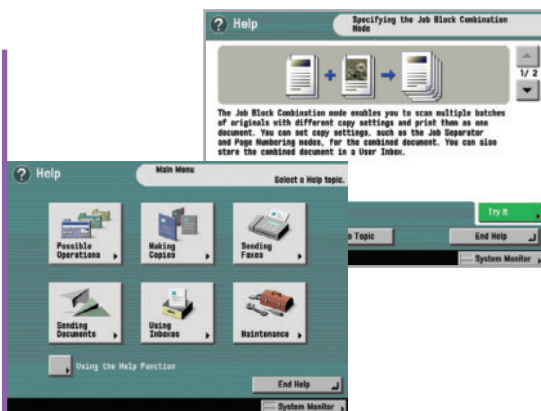 Help
Specifying the Job Block Combination
Mode
1/ 2
The Job Block Combination mode enables you to scan multiple batches
of originals with different copy settings and print them as one
document. You can set copy settings, such as the Job Separator
and Page Numbering modes, for the combined document. You can also
store the combined document in a User Inbox.
Try it
Topic
End Help
System Monitor
Help
Main Menu
Select a Help topic.
Possible
Operations
Making
Copies
Sending
Faxes
Sending
Documents
Using
Inboxes
Maintenance
Using the Help Function
End Help
System Monitor